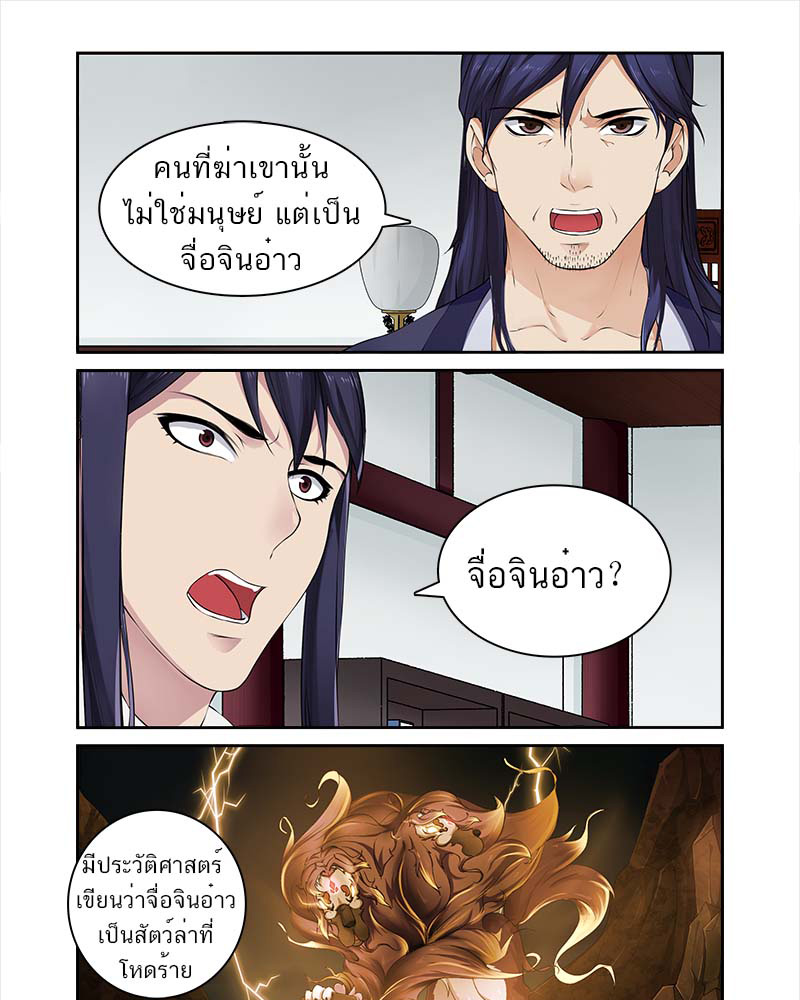 คนที่ฆ่าเขานั้น
ไม่ใช่มนุษย์ แต่เป็น
จื่อจินอ๋าว
จื่อจินอ๋าว?
มีประวัติศาสตร์
เขียนว่าจื่อจินอ๋าว
เป็นสัตว์ล่าที่
โหดร้าย